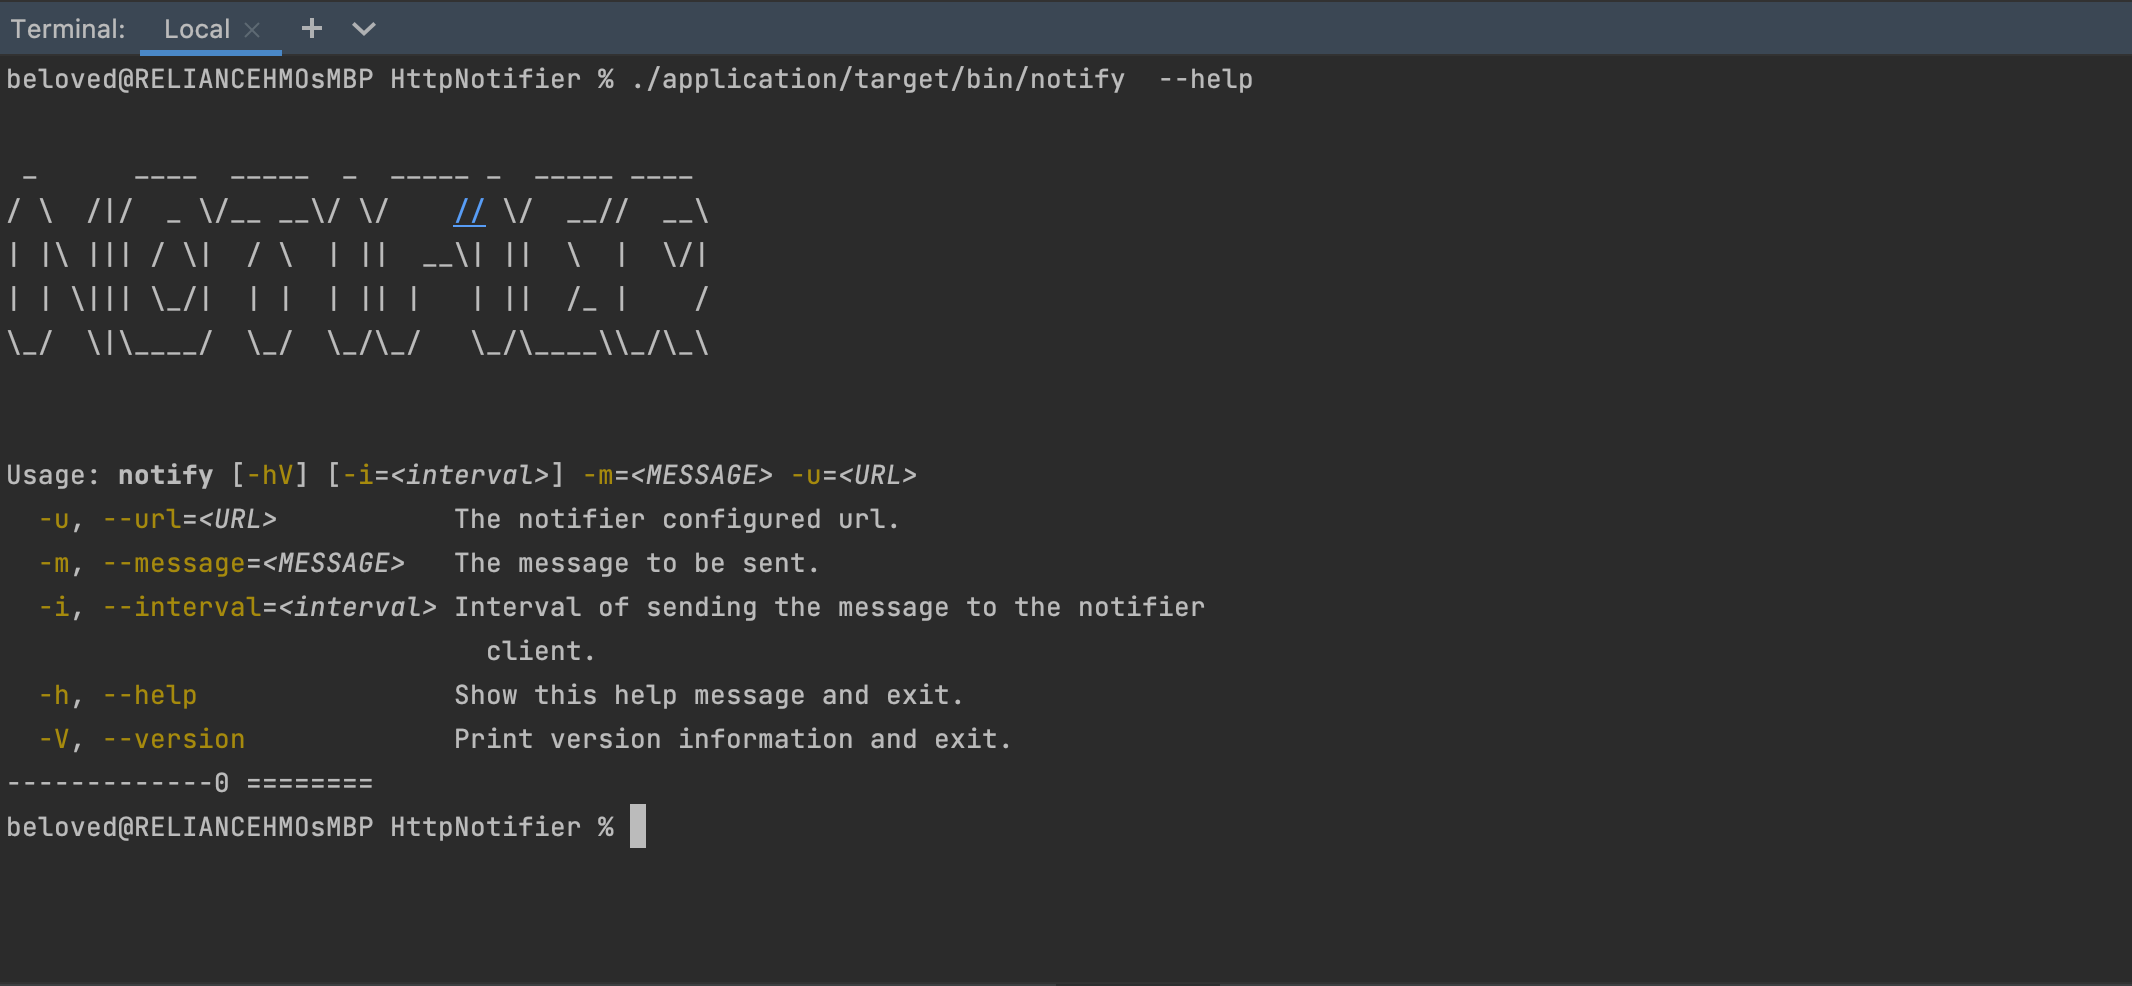 Terminal: Local × + ⌄
beloved@RELIANCEHMOsMBP HttpNotifier % ./application/target/bin/notify  --help
 _      ____  _____  _  _____ _  _____ ____
/ \  /|/  _ \/__ __\/ \/    // \/  __//  __\
| |\ ||| / \|  / \  | ||  __\| ||  \  |  \/|
| | \||| \_/|  | |  | || |   | ||  /_ |    /
\_/  \|\____/  \_/  \_/\_/   \_/\____\\_/\_\
Usage: notify [-hV] [-i=<interval>] -m=<MESSAGE> -u=<URL>
  -u, --url=<URL>           The notifier configured url.
  -m, --message=<MESSAGE>   The message to be sent.
  -i, --interval=<interval> Interval of sending the message to the notifier
                              client.
  -h, --help                Show this help message and exit.
  -V, --version             Print version information and exit.
-------------0 ========
beloved@RELIANCEHMOsMBP HttpNotifier %